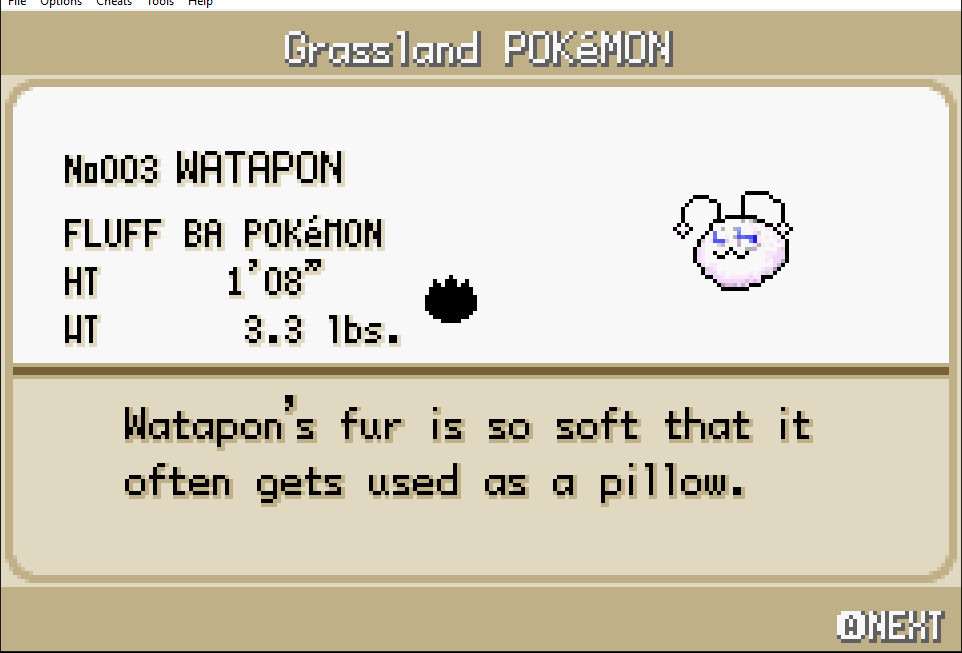 File Options Cheats Tools Help
Grassland POKéMON
No003 WATAPON
FLUFF BA POKéMON
HT 1'08"
WT 3.3 lbs.
Watapon's fur is so soft that it
often gets used as a pillow.
A NEXT